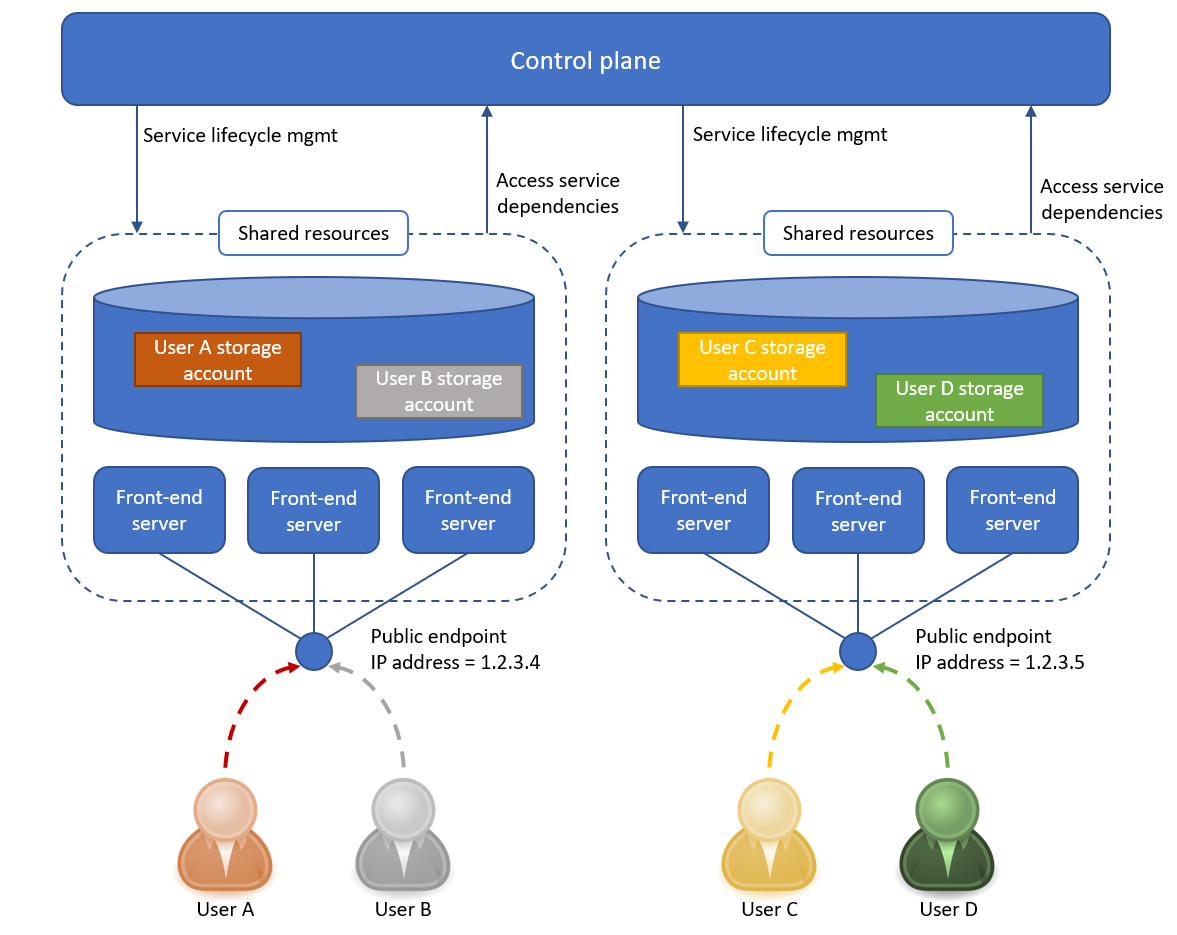 Control plane
Service lifecycle mgmt
Access service
dependencies
Service lifecycle mgmt
Access service
dependencies
Shared resources
User A storage
account
User B storage
account
Front-end
server
Front-end
server
Front-end
server
Public endpoint
IP address = 1.2.3.4
User A
User B
Shared resources
User C storage
account
User D storage
account
Front-end
server
Front-end
server
Front-end
server
Public endpoint
IP address = 1.2.3.5
User C
User D